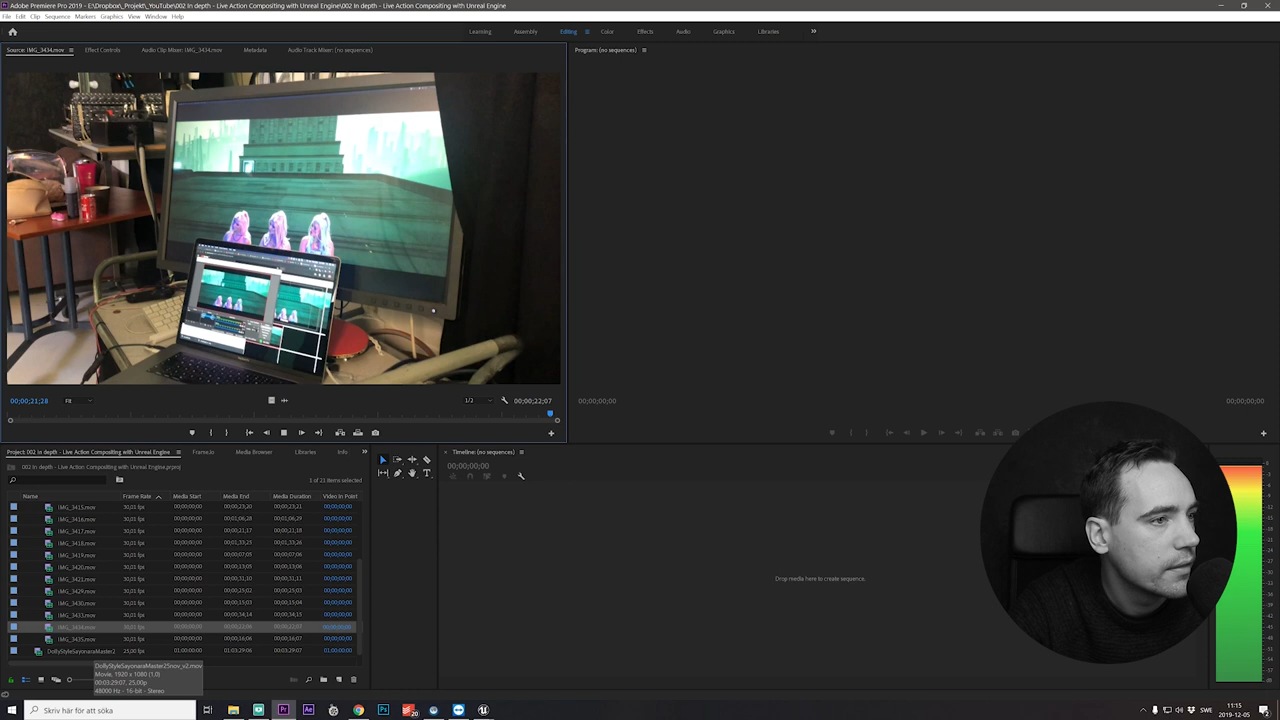 Adobe Premiere Pro 2019 - E:\Dropbox\_Projekt\_YouTube\002 In depth - Live Action Compositing with Unreal Engine\002 In depth - Live Action Compositing with Unreal Engine
File Edit Clip Sequence Markers Graphics View Window Help
Learning Assembly Editing Color Effects Audio Graphics Libraries
Source: IMG_3434.mov Effect Controls Audio Clip Mixer: IMG_3434.mov Metadata Audio Track Mixer: (no sequences)
Program: (no sequences)
00;00;21;28 Fit 1/2 00;00;22;07
00;00;00;00 00;00;00;00
Project: 002 In depth - Live Action Compositing with Unreal Engine Frame.io Media Browser Libraries Info
002 In depth - Live Action Compositing with Unreal Engine.prproj
1 of 21 items selected
Name Frame Rate Media Start Media End Media Duration Video In Point
IMG_3415.mov 30,01 fps 00;00;00;00 00;00;23;20 00;00;23;21 00;00;00;00
IMG_3416.mov 30,01 fps 00;00;00;00 00;01;06;28 00;01;06;29 00;00;00;00
IMG_3417.mov 30,01 fps 00;00;00;00 00;00;21;17 00;00;21;18 00;00;00;00
IMG_3418.mov 30,01 fps 00;00;00;00 00;01;33;25 00;01;33;26 00;00;00;00
IMG_3419.mov 30,01 fps 00;00;00;00 00;00;07;05 00;00;07;06 00;00;00;00
IMG_3420.mov 30,01 fps 00;00;00;00 00;00;13;05 00;00;13;06 00;00;00;00
IMG_3421.mov 30,01 fps 00;00;00;00 00;00;31;10 00;00;31;11 00;00;00;00
IMG_3429.mov 30,01 fps 00;00;00;00 00;00;25;02 00;00;25;03 00;00;00;00
IMG_3430.mov 30,01 fps 00;00;00;00 00;00;15;03 00;00;15;04 00;00;00;00
IMG_3433.mov 30,01 fps 00;00;00;00 00;00;34;14 00;00;34;15 00;00;00;00
IMG_3434.mov 30,01 fps 00;00;00;00 00;00;22;06 00;00;22;07 00;00;00;00
IMG_3435.mov 30,01 fps 00;00;00;00 00;00;16;06 00;00;16;07 00;00;00;00
DollyStyleSayonaraMaster2 25,00 fps 01:00:00:00 01:03:29:06 00:03:29:07 01:00:00:00
DollyStyleSayonaraMaster25nov_v2.mov
Movie, 1920 x 1080 (1,0)
00:03:29:07, 25,00p
48000 Hz - 16-bit - Stereo
Timeline: (no sequences)
00;00;00;00
Drop media here to create sequence.
Skriv här för att söka
20
SWE
11:15
2019-12-05